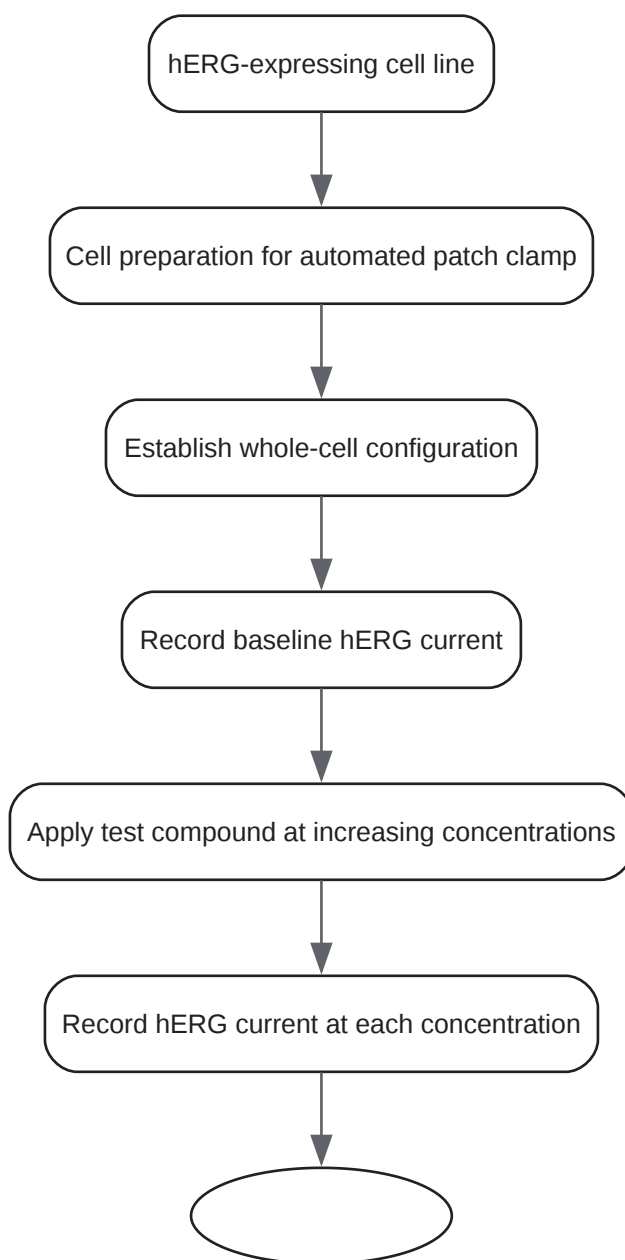 hERG-expressing cell line
Cell preparation for automated patch clamp
Establish whole-cell configuration
Record baseline hERG current
Apply test compound at increasing concentrations
Record hERG current at each concentration